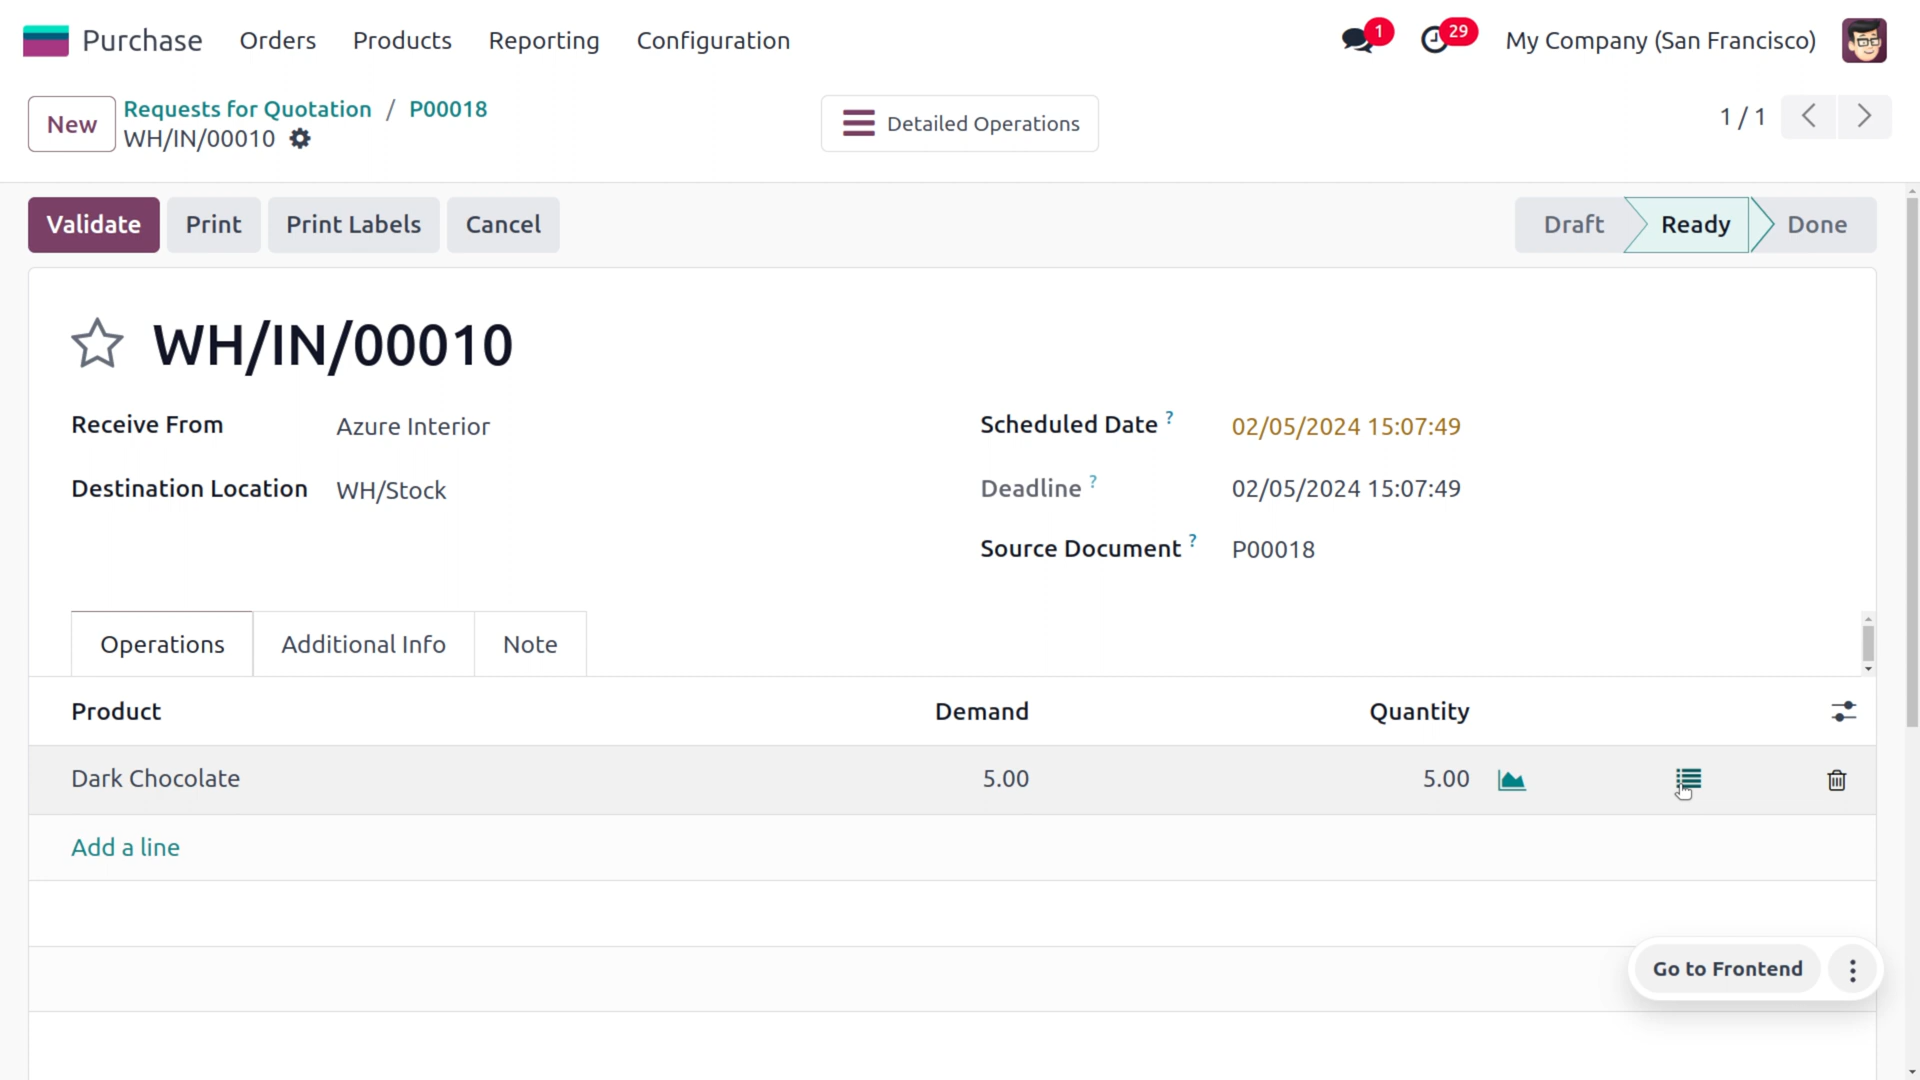 Purchase Orders Products Reporting Configuration 1 29 My Company (San Francisco)
New Requests for Quotation / P00018
WH/IN/00010
Detailed Operations
1 / 1
Validate Print Print Labels Cancel Draft Ready Done
WH/IN/00010
Receive From Azure Interior
Scheduled Date ? 02/05/2024 15:07:49
Destination Location WH/Stock
Deadline ? 02/05/2024 15:07:49
Source Document ? P00018
Operations Additional Info Note
Product Demand Quantity
Dark Chocolate 5.00 5.00
Add a line
Go to Frontend